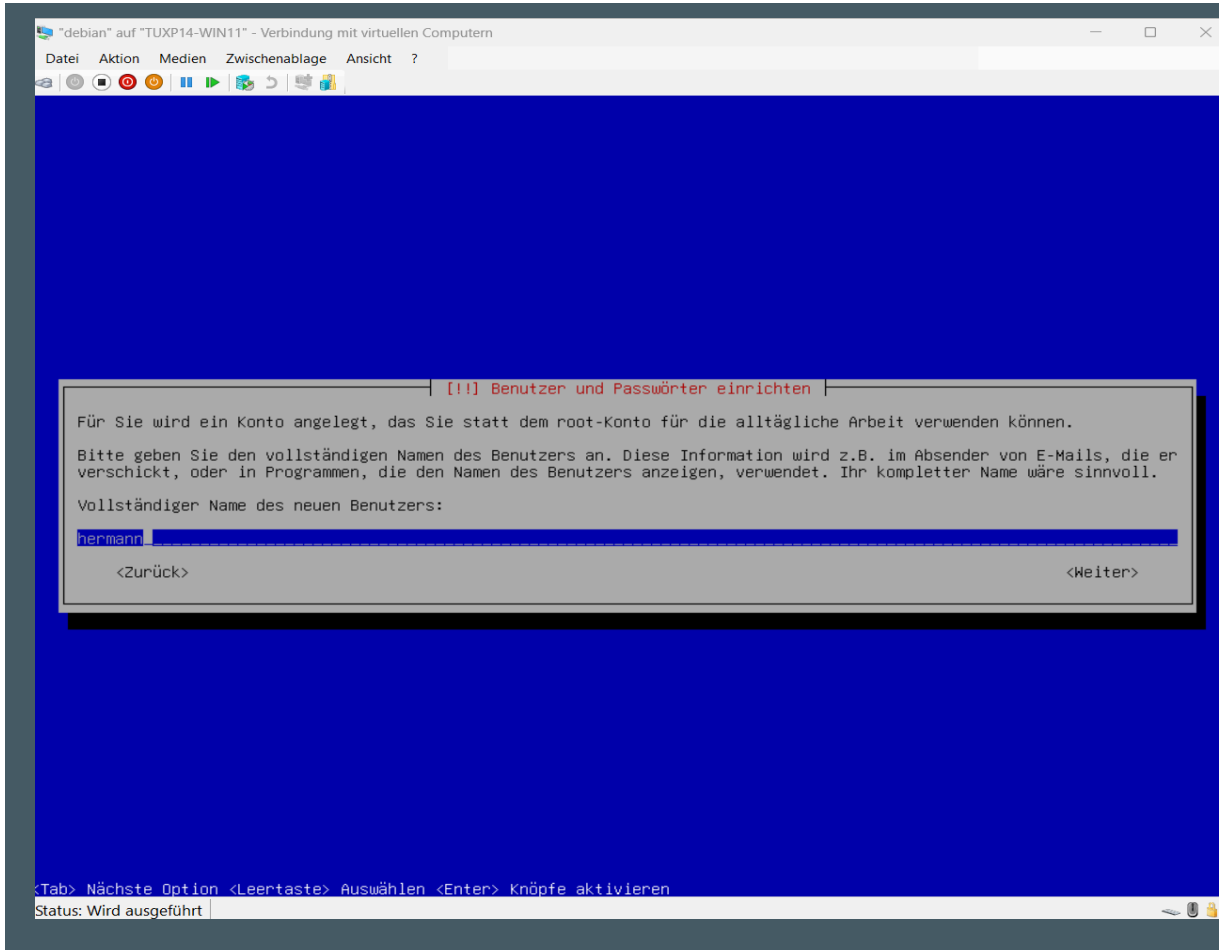 "debian" auf "TUXP14-WIN11" - Verbindung mit virtuellen Computern
Datei Aktion Medien Zwischenablage Ansicht ?
[!!] Benutzer und Passwörter einrichten
Für Sie wird ein Konto angelegt, das Sie statt dem root-Konto für die alltägliche Arbeit verwenden können.
Bitte geben Sie den vollständigen Namen des Benutzers an. Diese Information wird z.B. im Absender von E-Mails, die er
verschickt, oder in Programmen, die den Namen des Benutzers anzeigen, verwendet. Ihr kompletter Name wäre sinnvoll.
Vollständiger Name des neuen Benutzers:
hermann
<Zurück> <Weiter>
<Tab> Nächste Option <Leertaste> Auswählen <Enter> Knöpfe aktivieren
Status: Wird ausgeführt